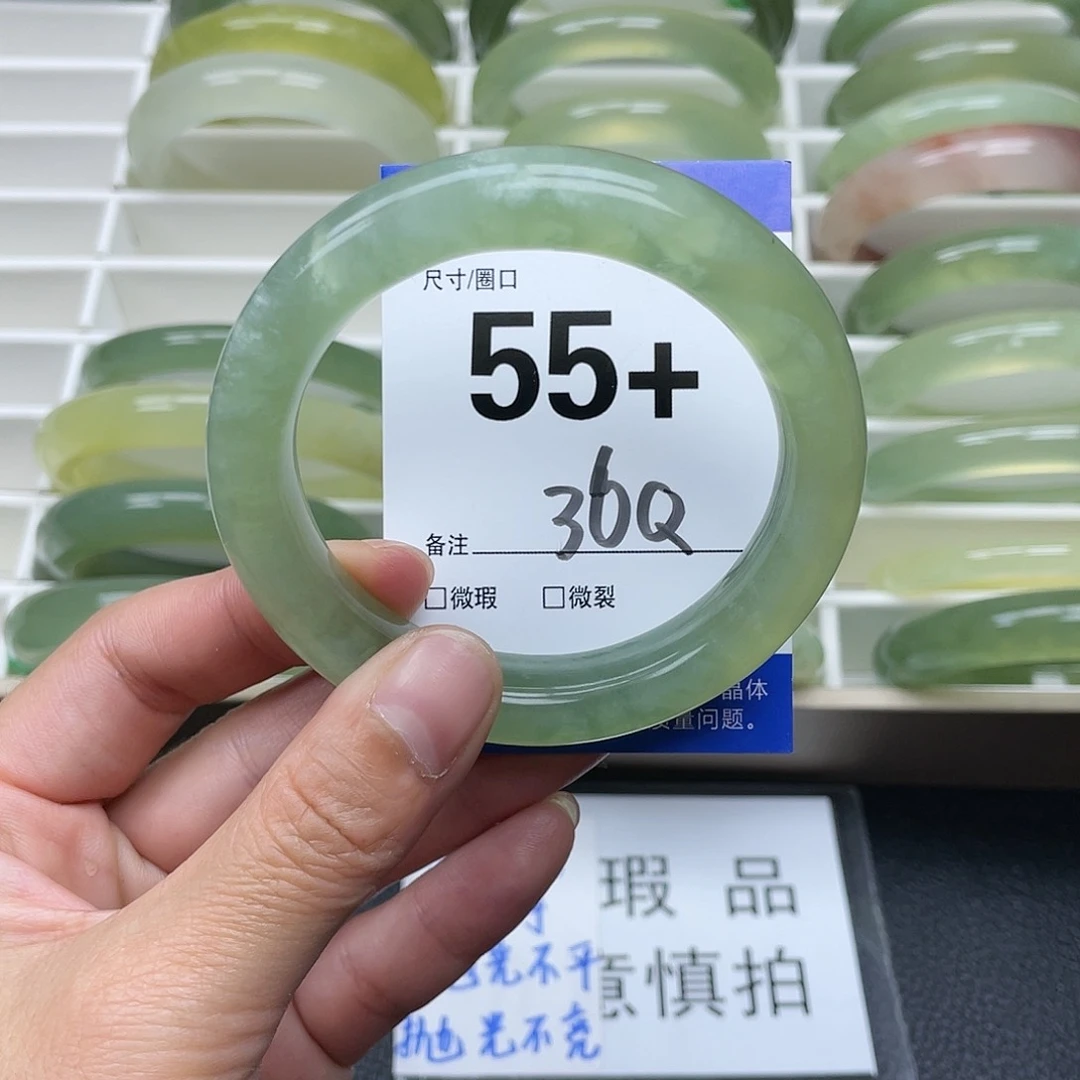 尺寸/圈口
55+
备注 36Q
□微瑕 □微裂
晶体
质量问题。
瑕 品
意慎拍
光不平
抛光不亮